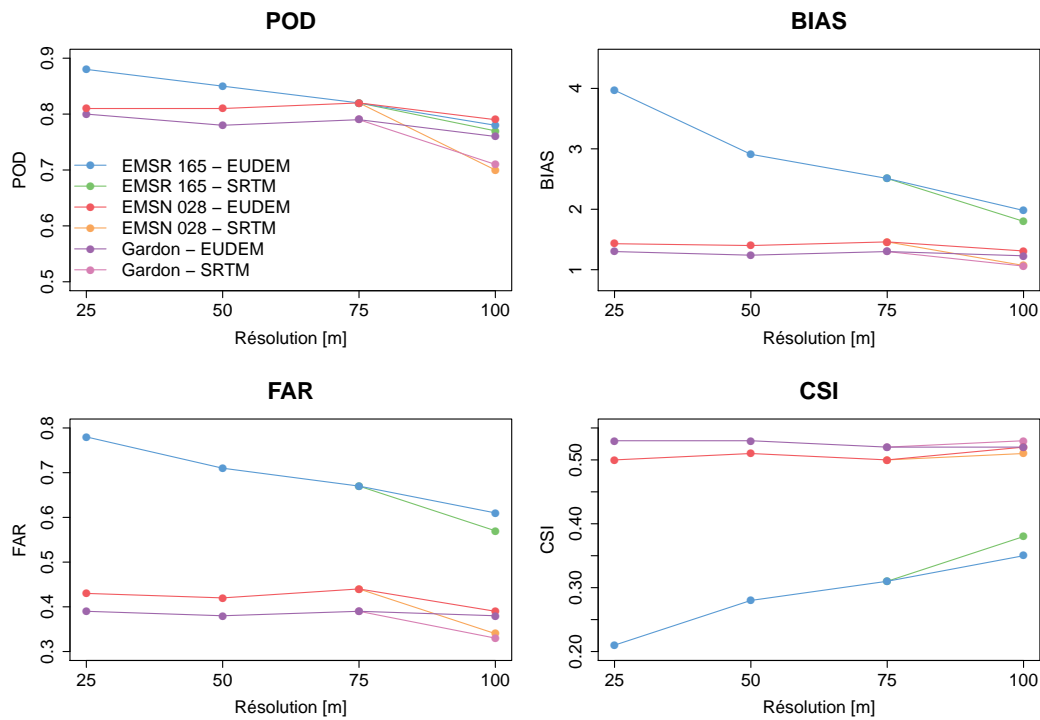 POD
0.9
0.8
0.7
0.6
0.5
POD
EMSR 165 – EUDEM
EMSR 165 – SRTM
EMSN 028 – EUDEM
EMSN 028 – SRTM
Gardon – EUDEM
Gardon – SRTM
25 50 75 100
Résolution [m]
BIAS
4
3
2
1
BIAS
25 50 75 100
Résolution [m]
FAR
0.8
0.7
0.6
0.5
0.4
0.3
FAR
25 50 75 100
Résolution [m]
CSI
0.50
0.40
0.30
0.20
CSI
25 50 75 100
Résolution [m]